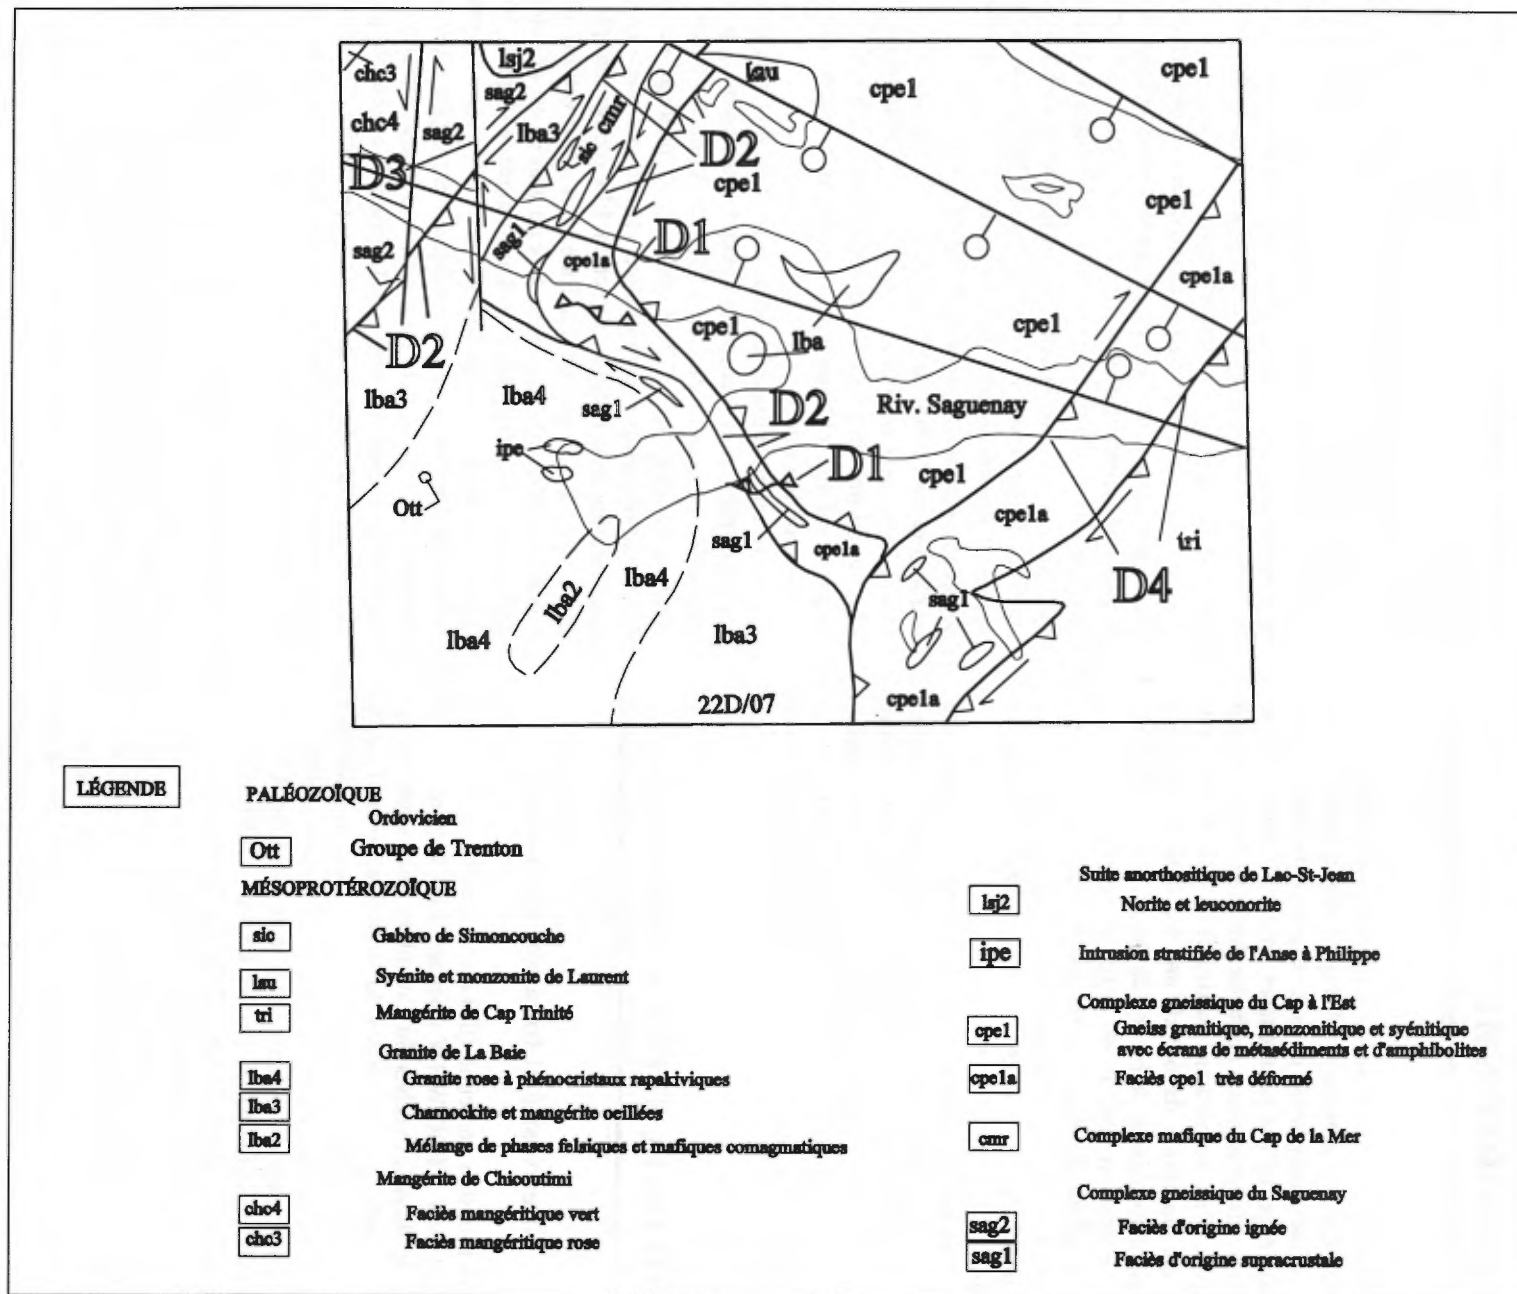 lsj2
chc3
sag2
lau
cpe1
cpe1
chc4
sag2
lba3
sic
cmr
D2
D3
cpe1
cpe1
sag2
sag1
D1
cpe1a
cpe1a
cpe1
lba
cpe1
D2
lba3
lba4
sag1
D2
Riv. Saguenay
ipe
D1
cpe1
Ott
cpe1a
sag1
cpe1a
tri
lba2
lba4
sag1
D4
lba4
lba3
cpe1a
22D/07
LÉGENDE
PALÉOZOÏQUE
Ordovicien
Ott Groupe de Trenton
MÉSOPROTÉROZOÏQUE
sic Gabbro de Simoncouche
lau Syénite et monzonite de Laurent
tri Mangérite de Cap Trinité
Granite de La Baie
lba4 Granite rose à phénocristaux rapakiviques
lba3 Charnockite et mangérite oeillées
lba2 Mélange de phases felsiques et mafiques comagmatiques
Mangérite de Chicoutimi
chc4 Faciès mangéritique vert
chc3 Faciès mangéritique rose
Suite anorthositique de Lac-St-Jean
lsj2 Norite et leuconorite
ipe Intrusion stratifiée de l'Anse à Philippe
Complexe gneissique du Cap à l'Est
cpe1 Gneiss granitique, monzonitique et syénitique
avec écrans de métasédiments et d'amphibolites
cpe1a Faciès cpe1 très déformé
cmr Complexe mafique du Cap de la Mer
Complexe gneissique du Saguenay
sag2 Faciès d'origine ignée
sag1 Faciès d'origine supracrustale